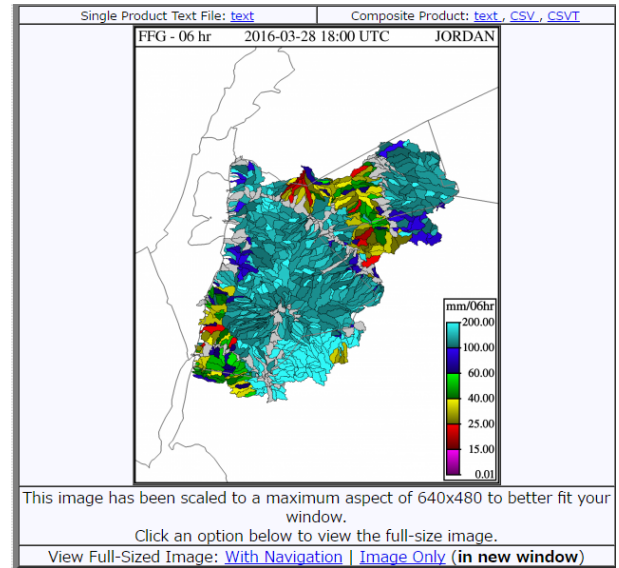 Single Product Text File: text
Composite Product: text , CSV , CSVT
FFG - 06 hr 2016-03-28 18:00 UTC JORDAN
mm/06hr
200.00
100.00
60.00
40.00
25.00
15.00
0.01
This image has been scaled to a maximum aspect of 640x480 to better fit your
window.
Click an option below to view the full-size image.
View Full-Sized Image: With Navigation | Image Only (in new window)